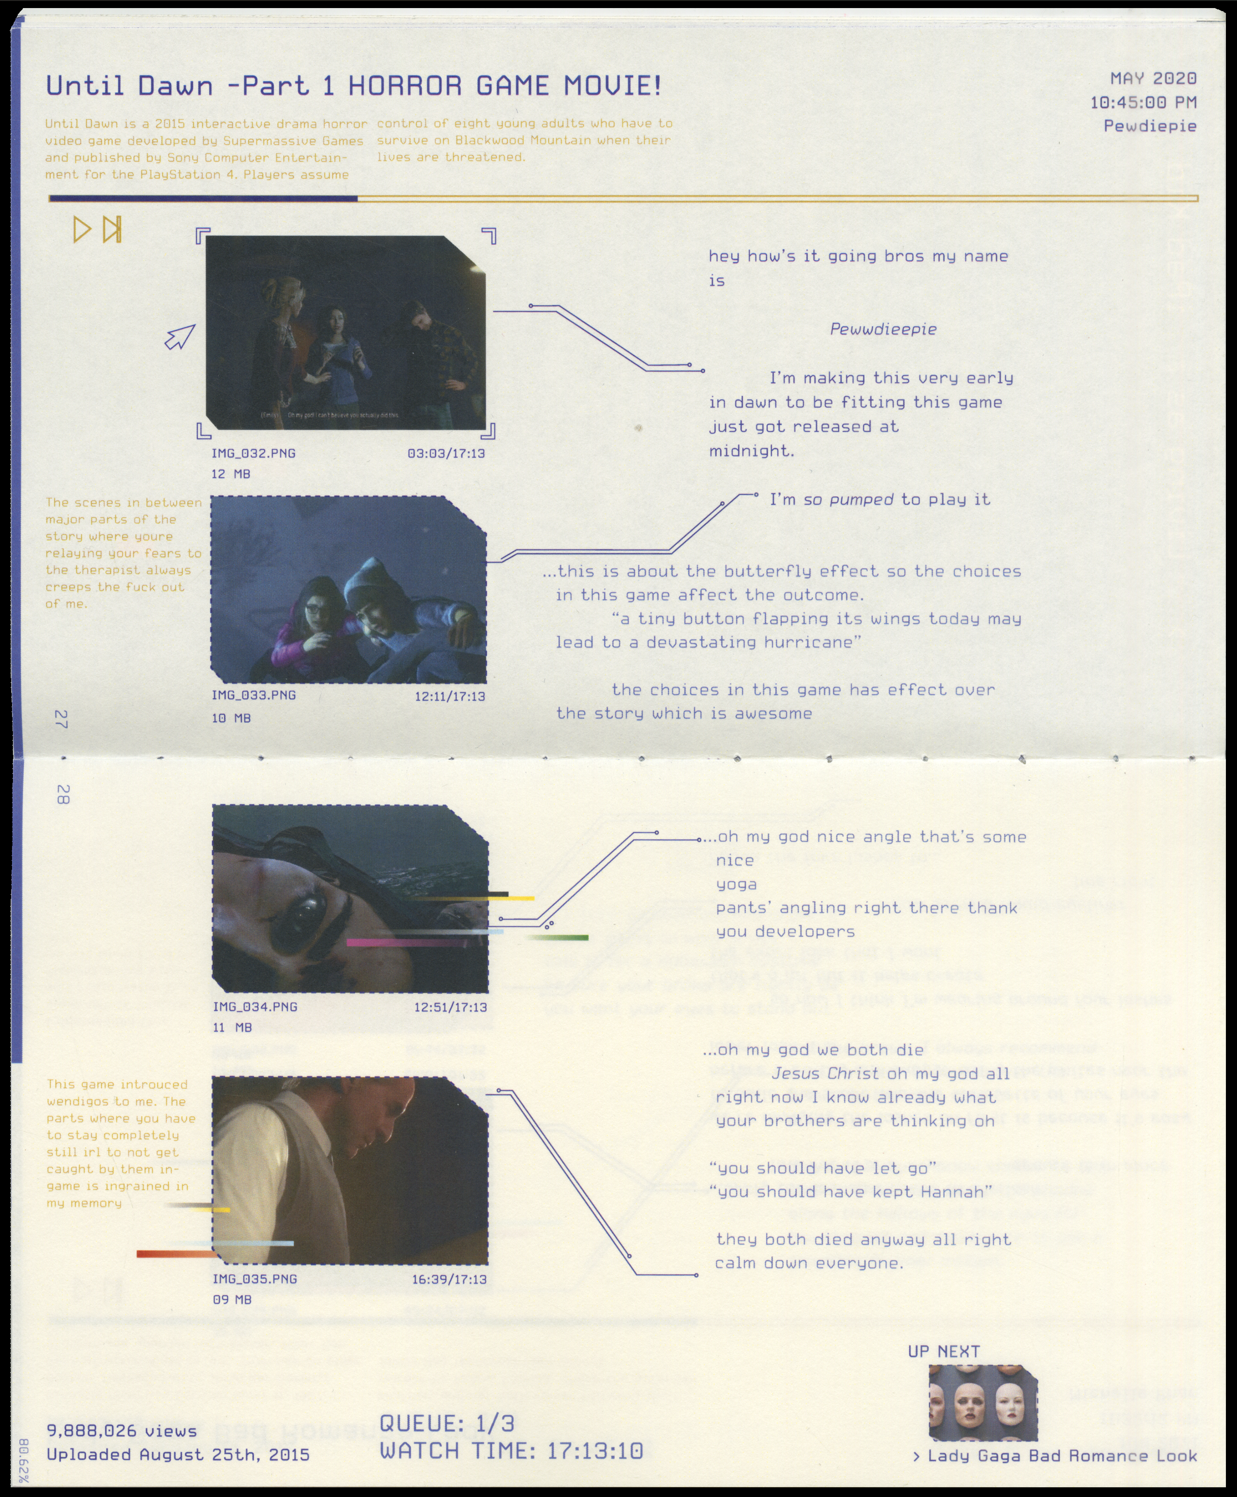 Until Dawn -Part 1 HORROR GAME MOVIE!
MAY 2020
10:45:00 PM
Pewdiepie
Until Dawn is a 2015 interactive drama horror
video game developed by Supermassive Games
and published by Sony Computer Entertain-
ment for the PlayStation 4. Players assume
control of eight young adults who have to
survive on Blackwood Mountain when their
lives are threatened.
Oh my god! I can't believe you actually did this.
IMG_032.PNG 03:03/17:13
12 MB
hey how's it going bros my name
is
Pewwdieepie
I'm making this very early
in dawn to be fitting this game
just got released at
midnight.
I'm so pumped to play it
The scenes in between
major parts of the
story where youre
relaying your fears to
the therapist always
creeps the fuck out
of me.
IMG_033.PNG 12:11/17:13
10 MB
...this is about the butterfly effect so the choices
in this game affect the outcome.
“a tiny button flapping its wings today may
lead to a devastating hurricane”
the choices in this game has effect over
the story which is awesome
27
28
IMG_034.PNG 12:51/17:13
11 MB
...oh my god nice angle that's some
nice
yoga
pants' angling right there thank
you developers
This game introuced
wendigos to me. The
parts where you have
to stay completely
still irl to not get
caught by them in-
game is ingrained in
my memory
IMG_035.PNG 16:39/17:13
09 MB
...oh my god we both die
Jesus Christ oh my god all
right now I know already what
your brothers are thinking oh
“you should have let go”
“you should have kept Hannah”
they both died anyway all right
calm down everyone.
UP NEXT
> Lady Gaga Bad Romance Look
9,888,026 views
Uploaded August 25th, 2015
QUEUE: 1/3
WATCH TIME: 17:13:10
80.62%